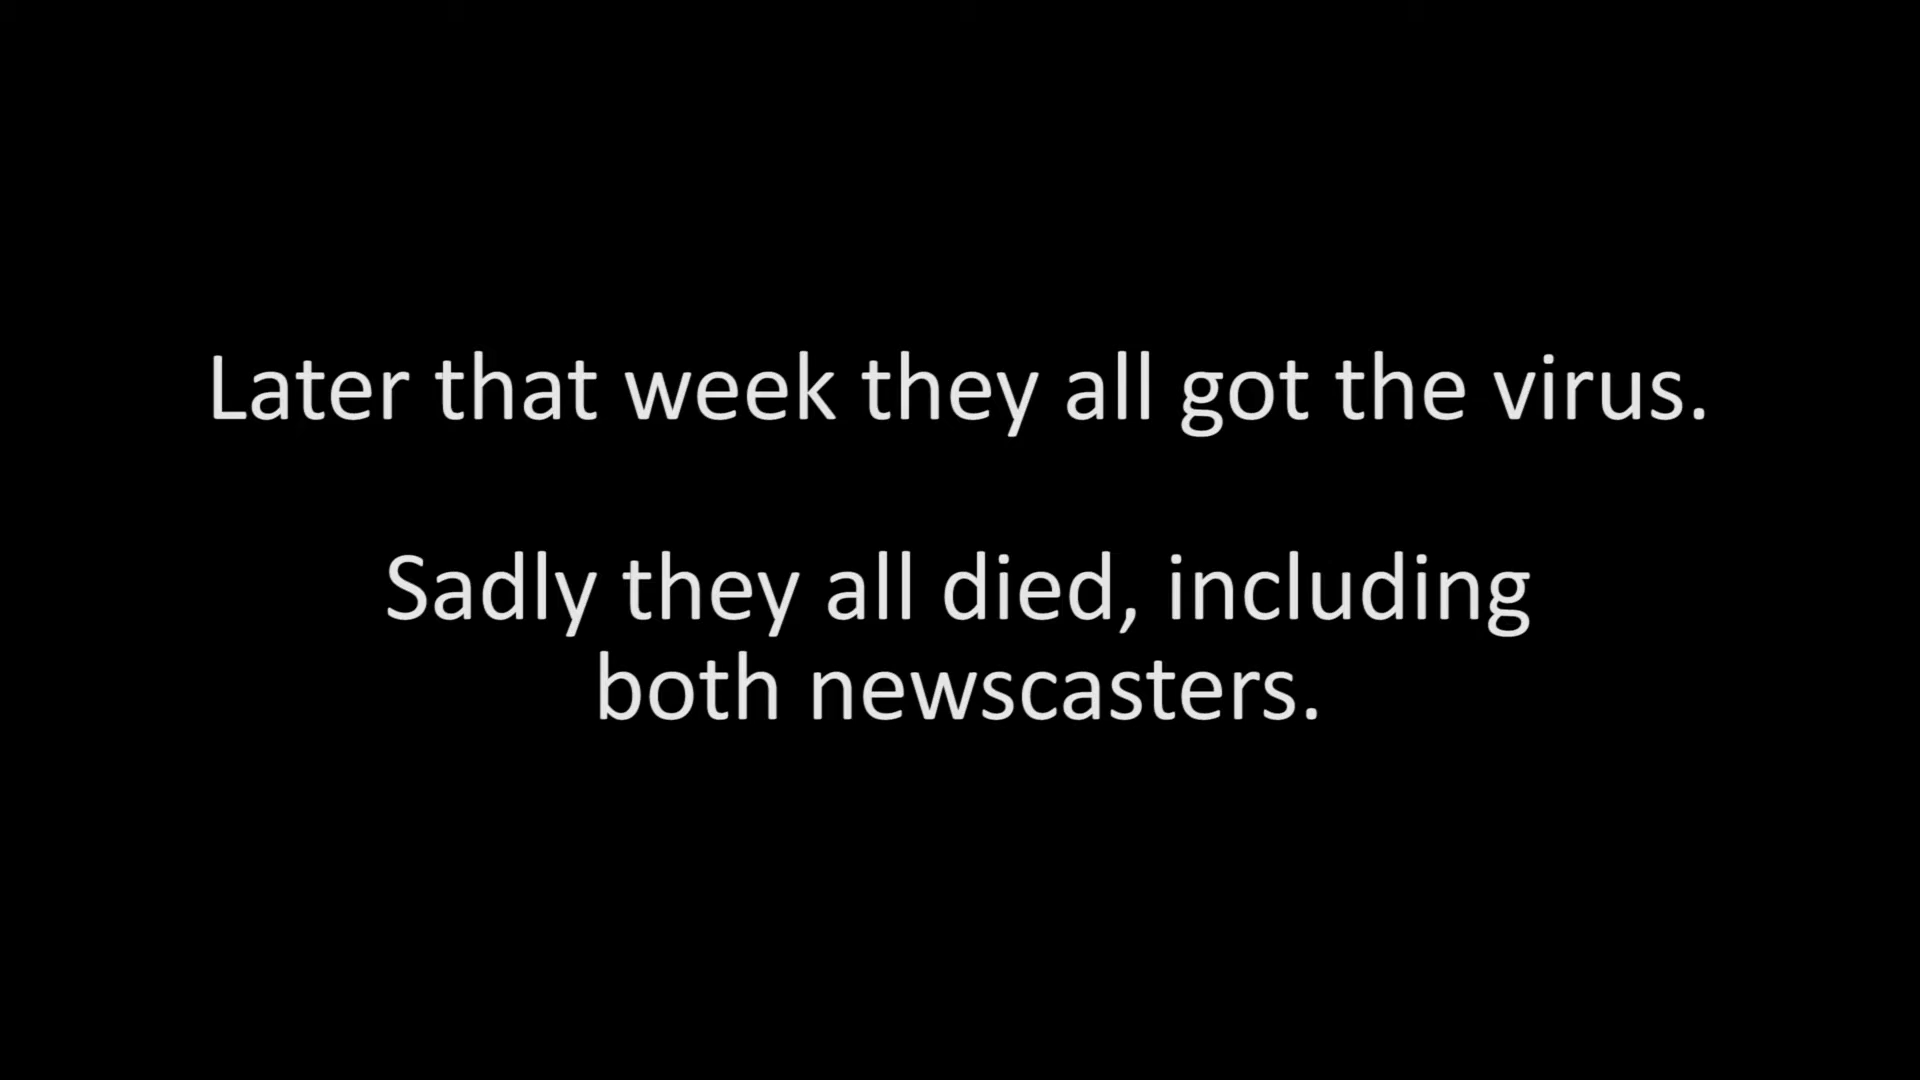 Later that week they all got the virus.
Sadly they all died, including
both newscasters.